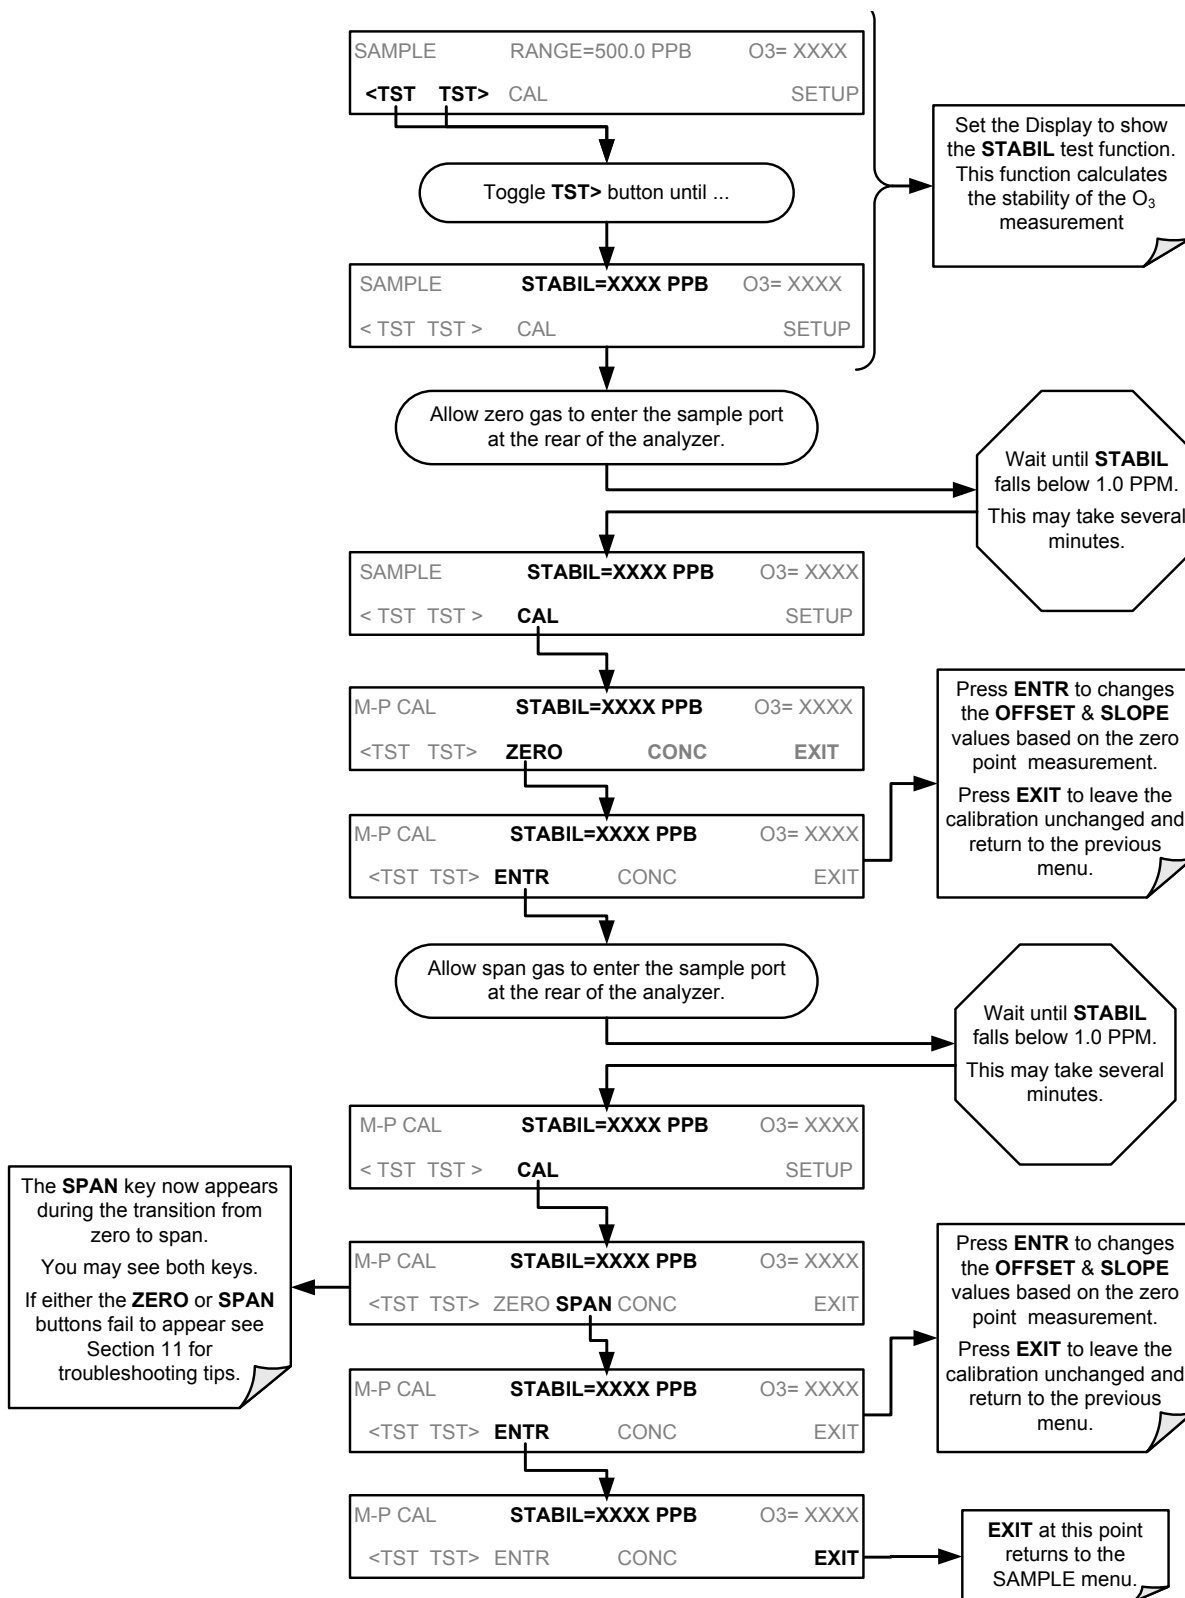 SAMPLE RANGE=500.0 PPB O3= XXXX
<TST TST> CAL SETUP
Set the Display to show
the STABIL test function.
This function calculates
the stability of the O3
measurement
Toggle TST> button until ...
SAMPLE STABIL=XXXX PPB O3= XXXX
< TST TST > CAL SETUP
Allow zero gas to enter the sample port
at the rear of the analyzer.
Wait until STABIL
falls below 1.0 PPM.
This may take several
minutes.
SAMPLE STABIL=XXXX PPB O3= XXXX
< TST TST > CAL SETUP
M-P CAL STABIL=XXXX PPB O3= XXXX
<TST TST> ZERO CONC EXIT
Press ENTR to changes
the OFFSET & SLOPE
values based on the zero
point measurement.
Press EXIT to leave the
calibration unchanged and
return to the previous
menu.
M-P CAL STABIL=XXXX PPB O3= XXXX
<TST TST> ENTR CONC EXIT
Allow span gas to enter the sample port
at the rear of the analyzer.
Wait until STABIL
falls below 1.0 PPM.
This may take several
minutes.
M-P CAL STABIL=XXXX PPB O3= XXXX
< TST TST > CAL SETUP
The SPAN key now appears
during the transition from
zero to span.
You may see both keys.
If either the ZERO or SPAN
buttons fail to appear see
Section 11 for
troubleshooting tips.
M-P CAL STABIL=XXXX PPB O3= XXXX
<TST TST> ZERO SPAN CONC EXIT
Press ENTR to changes
the OFFSET & SLOPE
values based on the zero
point measurement.
Press EXIT to leave the
calibration unchanged and
return to the previous
menu.
M-P CAL STABIL=XXXX PPB O3= XXXX
<TST TST> ENTR CONC EXIT
M-P CAL STABIL=XXXX PPB O3= XXXX
<TST TST> ENTR CONC EXIT
EXIT at this point
returns to the
SAMPLE menu.